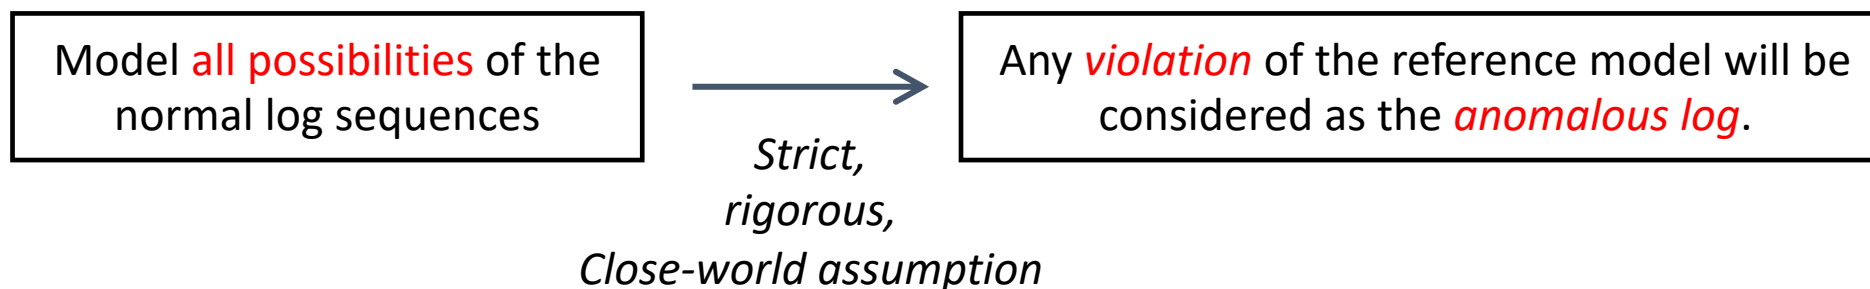 Model all possibilities of the
normal log sequences
Strict,
rigorous,
Close-world assumption
Any violation of the reference model will be
considered as the anomalous log.